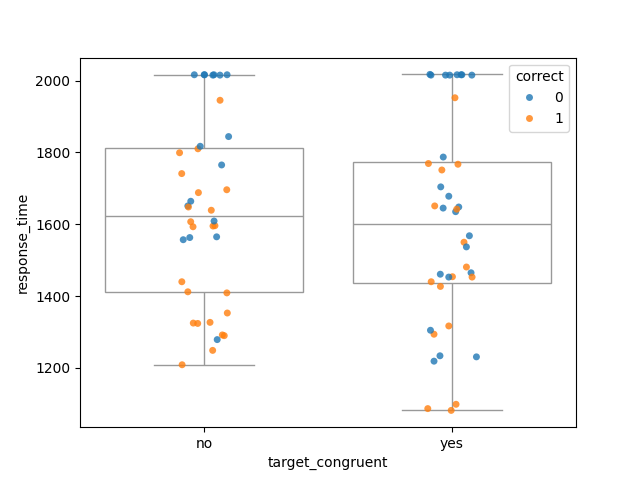 2000
1800
1600
1400
1200
response_time
correct
0
1
no
yes
target_congruent